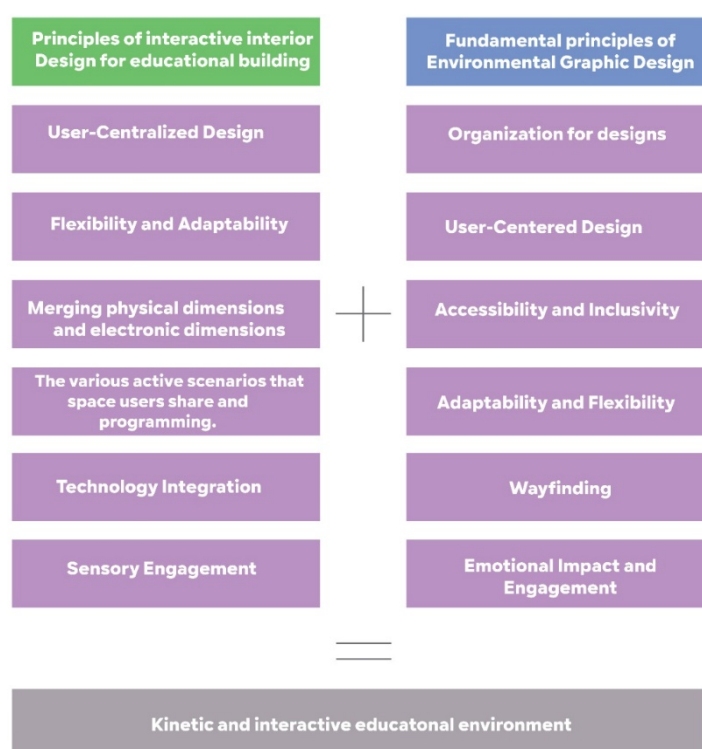 Principles of interactive interior
Design for educational building
User-Centralized Design
Flexibility and Adaptability
Merging physical dimensions
and electronic dimensions
The various active scenarios that
space users share and
programming.
Technology Integration
Sensory Engagement
Fundamental principles of
Environmental Graphic Design
Organization for designs
User-Centered Design
Accessibility and Inclusivity
Adaptability and Flexibility
Wayfinding
Emotional Impact and
Engagement
Kinetic and interactive educatonal environment